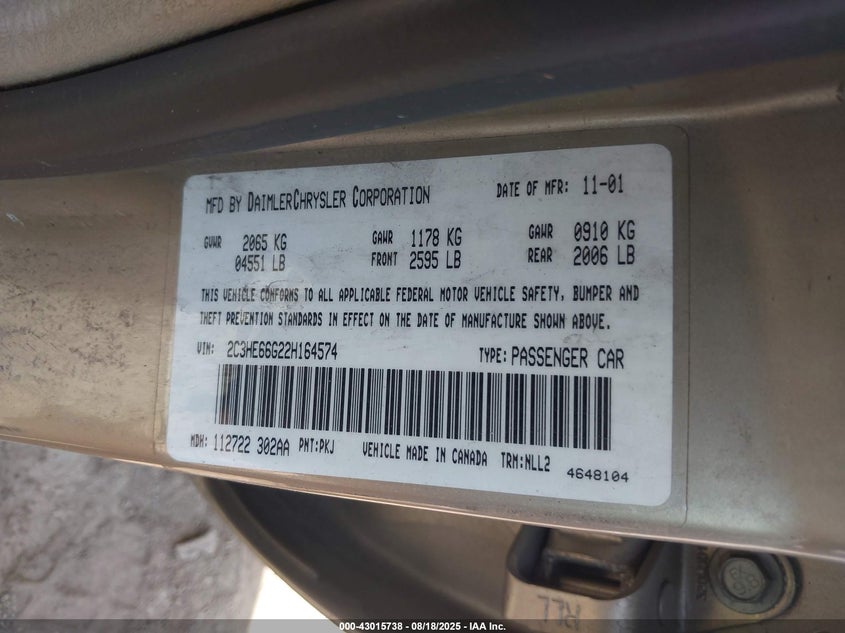 MFD BY DAIMLERCHRYSLER CORPORATION DATE OF MFR: 11-01
GVWR 2065 KG GAWR 1178 KG GAWR 0910 KG
04551 LB FRONT 2595 LB REAR 2006 LB
THIS VEHICLE CONFORMS TO ALL APPLICABLE FEDERAL MOTOR VEHICLE SAFETY, BUMPER AND
THEFT PREVENTION STANDARDS IN EFFECT ON THE DATE OF MANUFACTURE SHOWN ABOVE.
VIN: 2C3HE66G22H164574 TYPE: PASSENGER CAR
MDH: 112722 302AA PNT:PKJ VEHICLE MADE IN CANADA TRM:NLL2
4648104
000-43015738 - 08/18/2025 - IAA Inc.